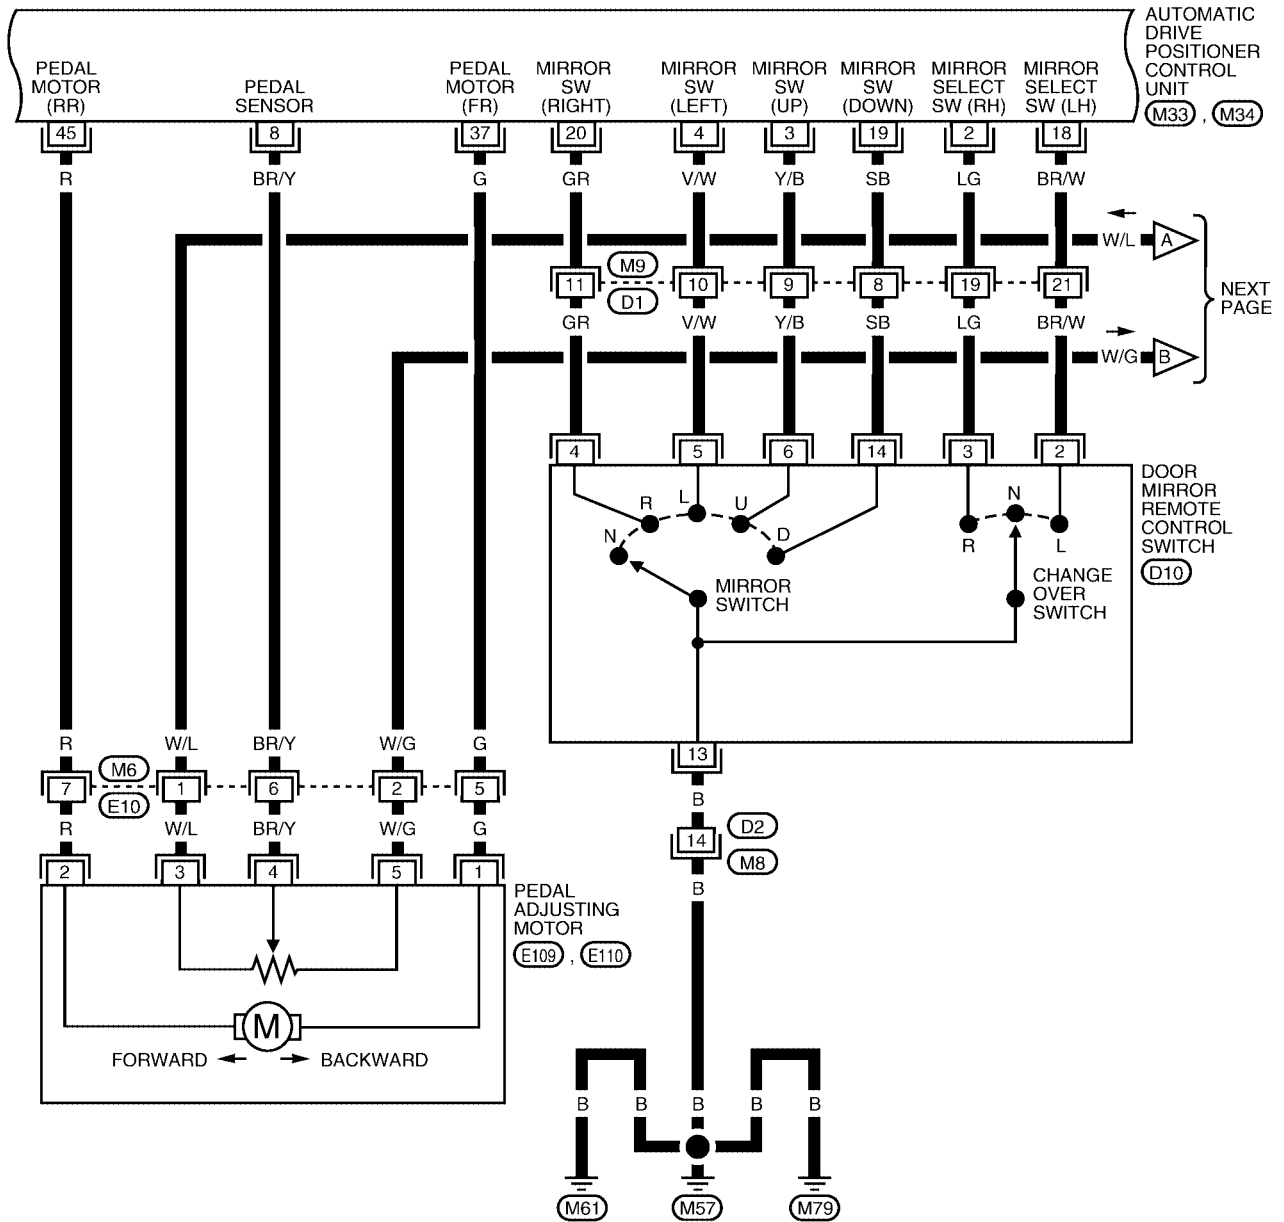 AUTOMATIC
DRIVE
POSITIONER
CONTROL
UNIT
M33 , M34
PEDAL
MOTOR
(RR)
PEDAL
SENSOR
PEDAL
MOTOR
(FR)
MIRROR
SW
(RIGHT)
MIRROR
SW
(LEFT)
MIRROR
SW
(UP)
MIRROR
SW
(DOWN)
MIRROR
SELECT
SW (RH)
MIRROR
SELECT
SW (LH)
45 8 37 20 4 3 19 2 18
R BR/Y G GR V/W Y/B SB LG BR/W
W/L A
M9
11 10 9 8 19 21
D1
NEXT
PAGE
GR V/W Y/B SB LG BR/W
W/G B
4 5 6 14 3 2
DOOR
MIRROR
REMOTE
CONTROL
SWITCH
D10
N R L U D
MIRROR
SWITCH
R N L
CHANGE
OVER
SWITCH
13
B
D2
14
M8
B
R W/L BR/Y W/G G
M6
7 1 6 2 5
E10
R W/L BR/Y W/G G
2 3 4 5 1
PEDAL
ADJUSTING
MOTOR
E109 , E110
M
FORWARD BACKWARD
B B B B B
M61 M57 M79